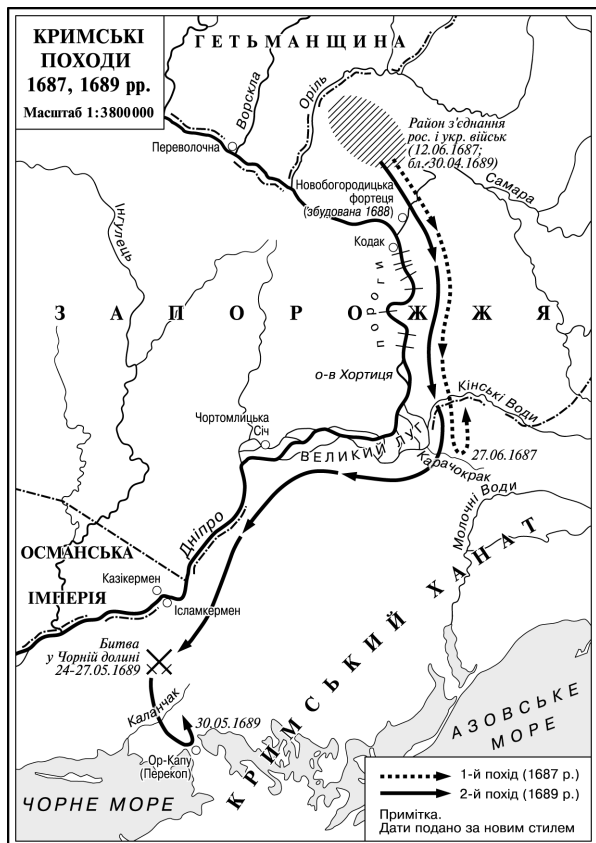 КРИМСЬКІ
ПОХОДИ
1687, 1689 рр.
Масштаб 1:3800000
ГЕТЬМАНЩИНА
Ворскла
Оріль
Переволочна
Район з'єднання
рос. і укр. військ
(12.06.1687;
бл. 30.04.1689)
Самара
Новобогородицька
фортеця
(збудована 1688)
Кодак
Інгулець
пороги
ЗАПОРОЖЖЯ
о-в Хортиця
Кінські Води
Чортомлицька
Січ
ВЕЛИКИЙ ЛУГ
27.06.1687
Карачокрак
Молочні Води
Дніпро
ОСМАНСЬКА
ІМПЕРІЯ
Казікермен
Ісламкермен
КРИМСЬКИЙ ХАНАТ
Битва
у Чорній долині
24-27.05.1689
Каланчак
30.05.1689
Ор-Капу
(Перекоп)
АЗОВСЬКЕ
МОРЕ
ЧОРНЕ МОРЕ
1-й похід (1687 р.)
2-й похід (1689 р.)
Примітка.
Дати подано за новим стилем